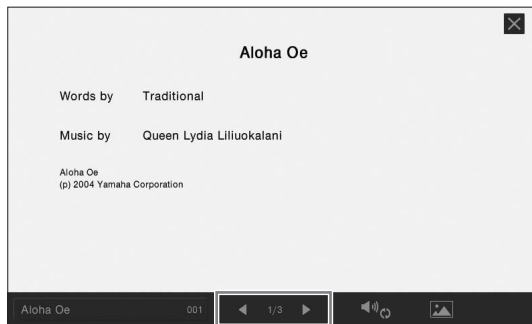 Aloha Oe
Words by Traditional
Music by Queen Lydia Liliuokalani
Aloha Oe
(p) 2004 Yamaha Corporation
Aloha Oe 001 1/3